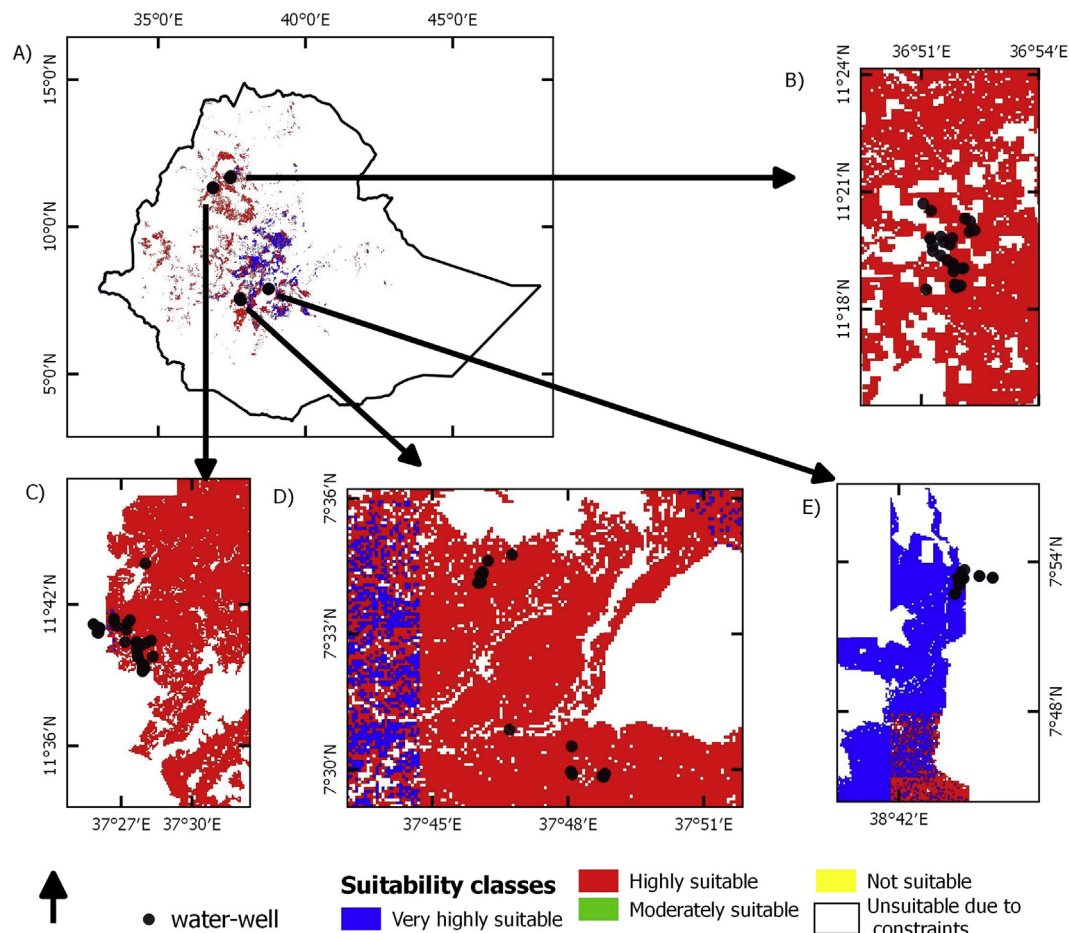 35°0′E 40°0′E 45°0′E
A)
15°0′N
10°0′N
5°0′N
36°51′E 36°54′E
B)
11°24′N
11°21′N
11°18′N
C)
11°42′N
11°36′N
37°27′E 37°30′E
D)
7°36′N
7°33′N
7°30′N
37°45′E 37°48′E 37°51′E
E)
7°54′N
7°48′N
38°42′E
water-well
Suitability classes
Very highly suitable
Highly suitable
Moderately suitable
Not suitable
Unsuitable due to
constraints